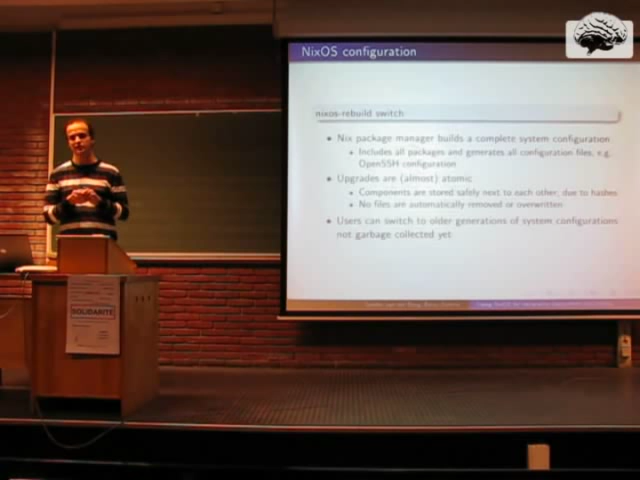 NixOS configuration
nixos-rebuild switch
Nix package manager builds a complete system configuration
Includes all packages and generates all configuration files, e.g.
OpenSSH configuration
Upgrades are (almost) atomic
Components are stored safely next to each other, due to hashes
No files are automatically removed or overwritten
Users can switch to older generations of system configurations
not garbage collected yet
SOLIDARITE